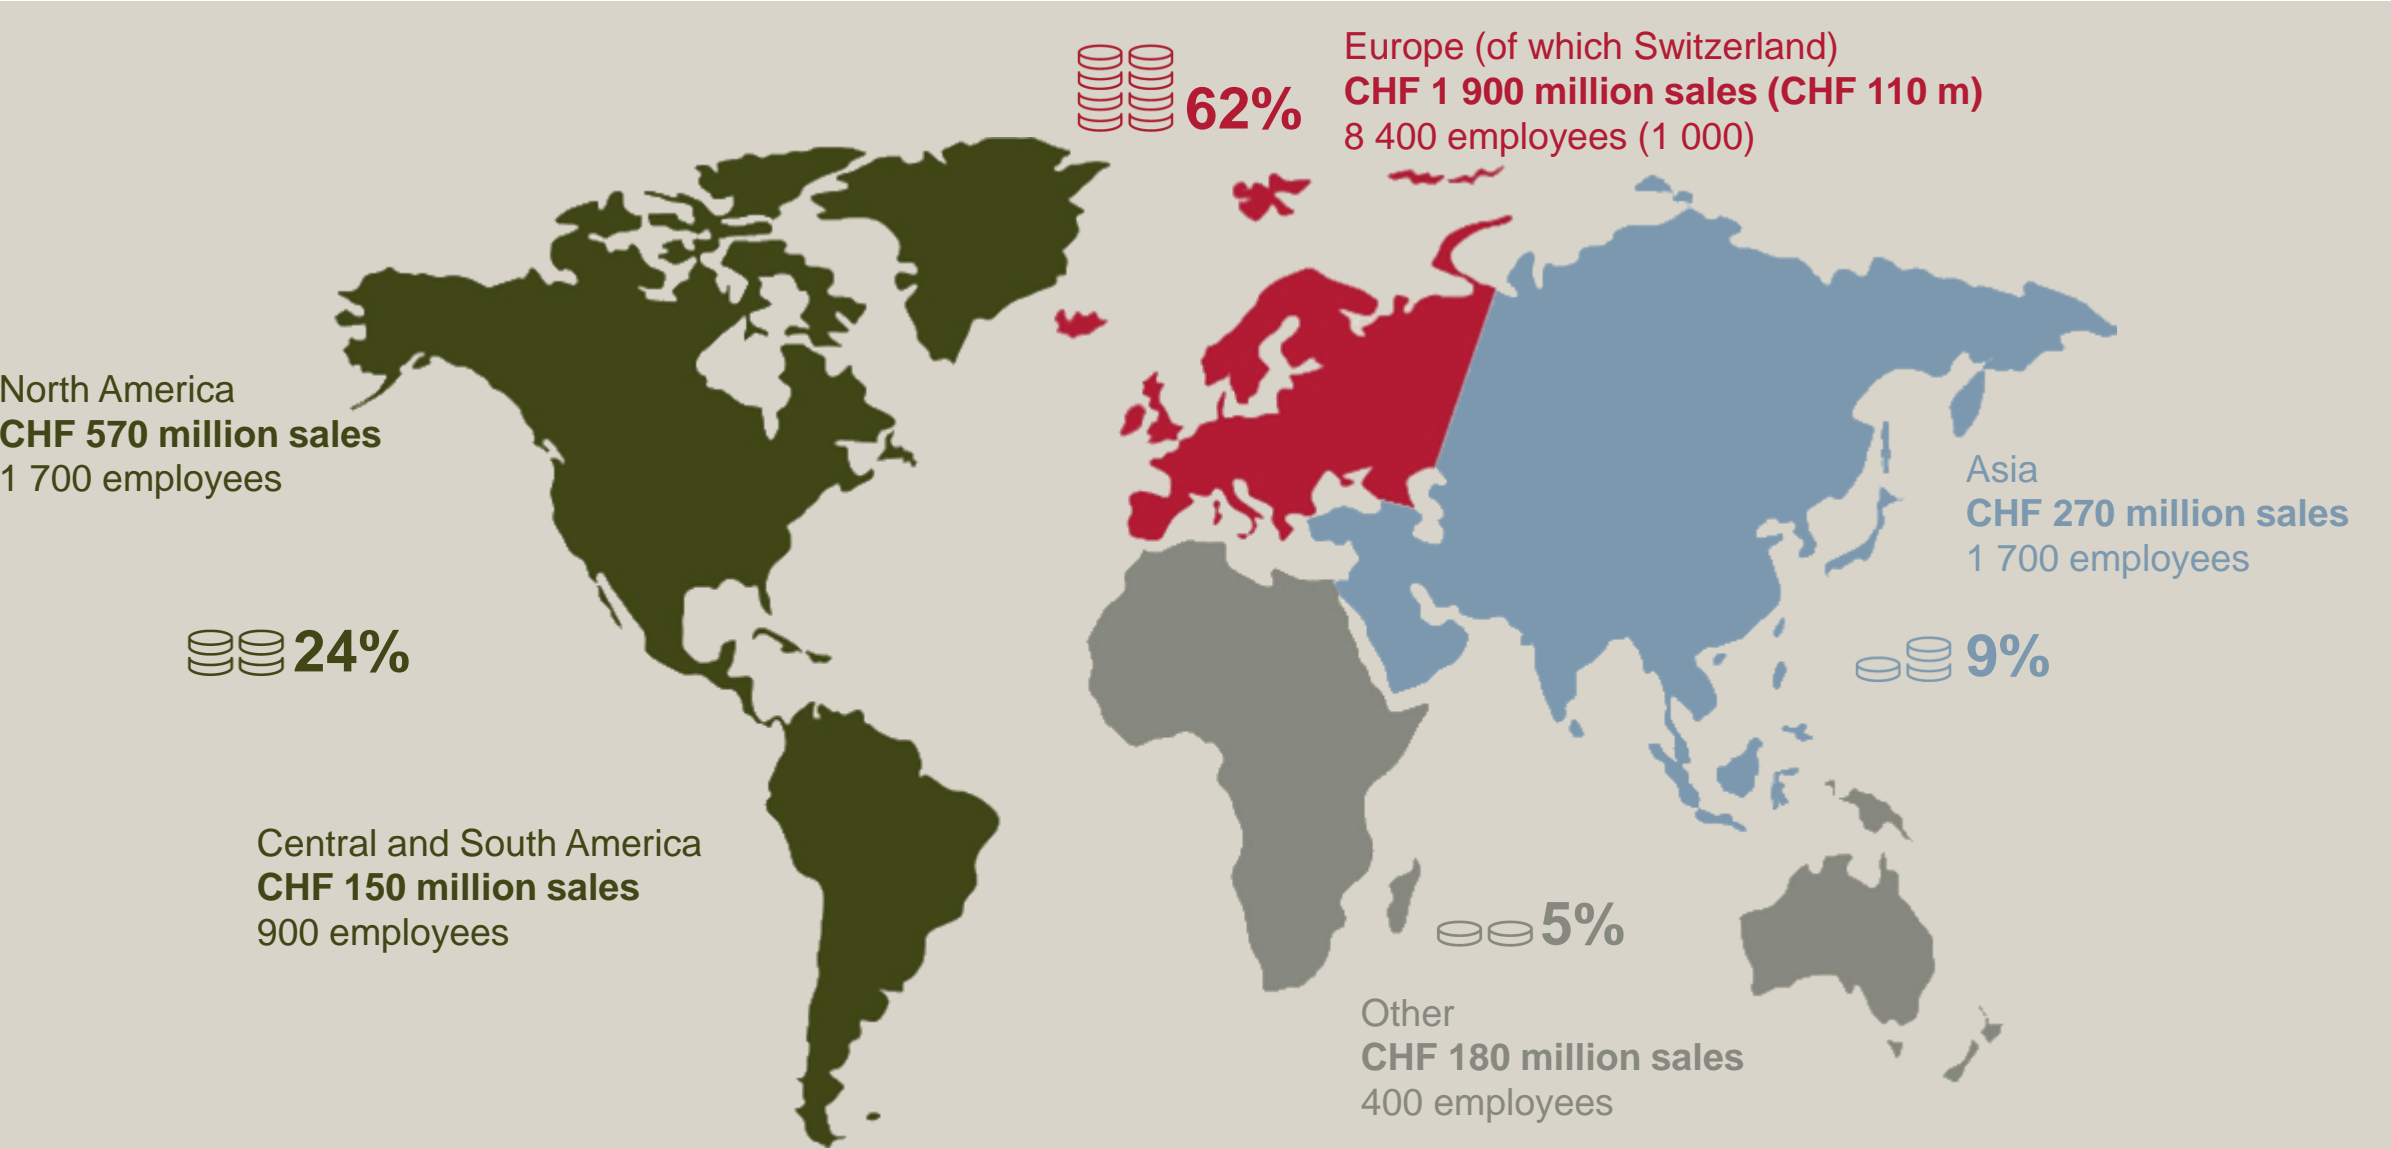 62%
Europe (of which Switzerland)
CHF 1 900 million sales (CHF 110 m)
8 400 employees (1 000)
North America
CHF 570 million sales
1 700 employees
24%
Asia
CHF 270 million sales
1 700 employees
9%
Central and South America
CHF 150 million sales
900 employees
5%
Other
CHF 180 million sales
400 employees